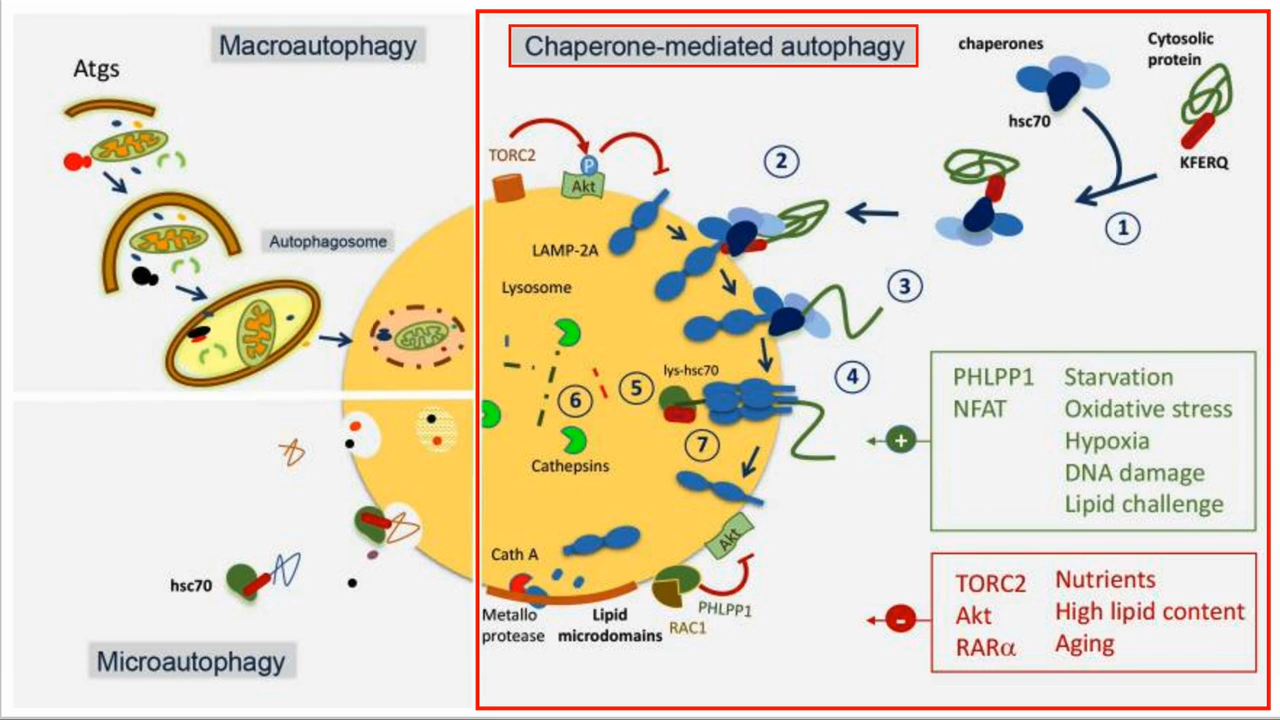 Macroautophagy
Atgs
Autophagosome
hsc70
Microautophagy
Chaperone-mediated autophagy
chaperones
Cytosolic
protein
hsc70
KFERQ
1
TORC2
P
Akt
2
LAMP-2A
Lysosome
3
lys-hsc70
4
5
6
7
Cathepsins
PHLPP1 Starvation
NFAT Oxidative stress
Hypoxia
DNA damage
Lipid challenge
+
Akt
Cath A
Metallo
protease
Lipid
microdomains
RAC1
PHLPP1
-
TORC2 Nutrients
Akt High lipid content
RARα Aging